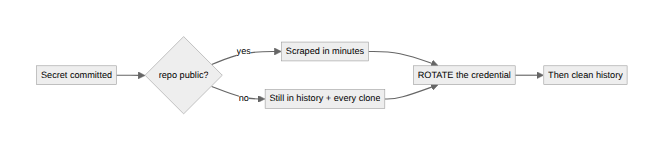 Secret committed
repo public?
yes
Scraped in minutes
no
Still in history + every clone
ROTATE the credential
Then clean history